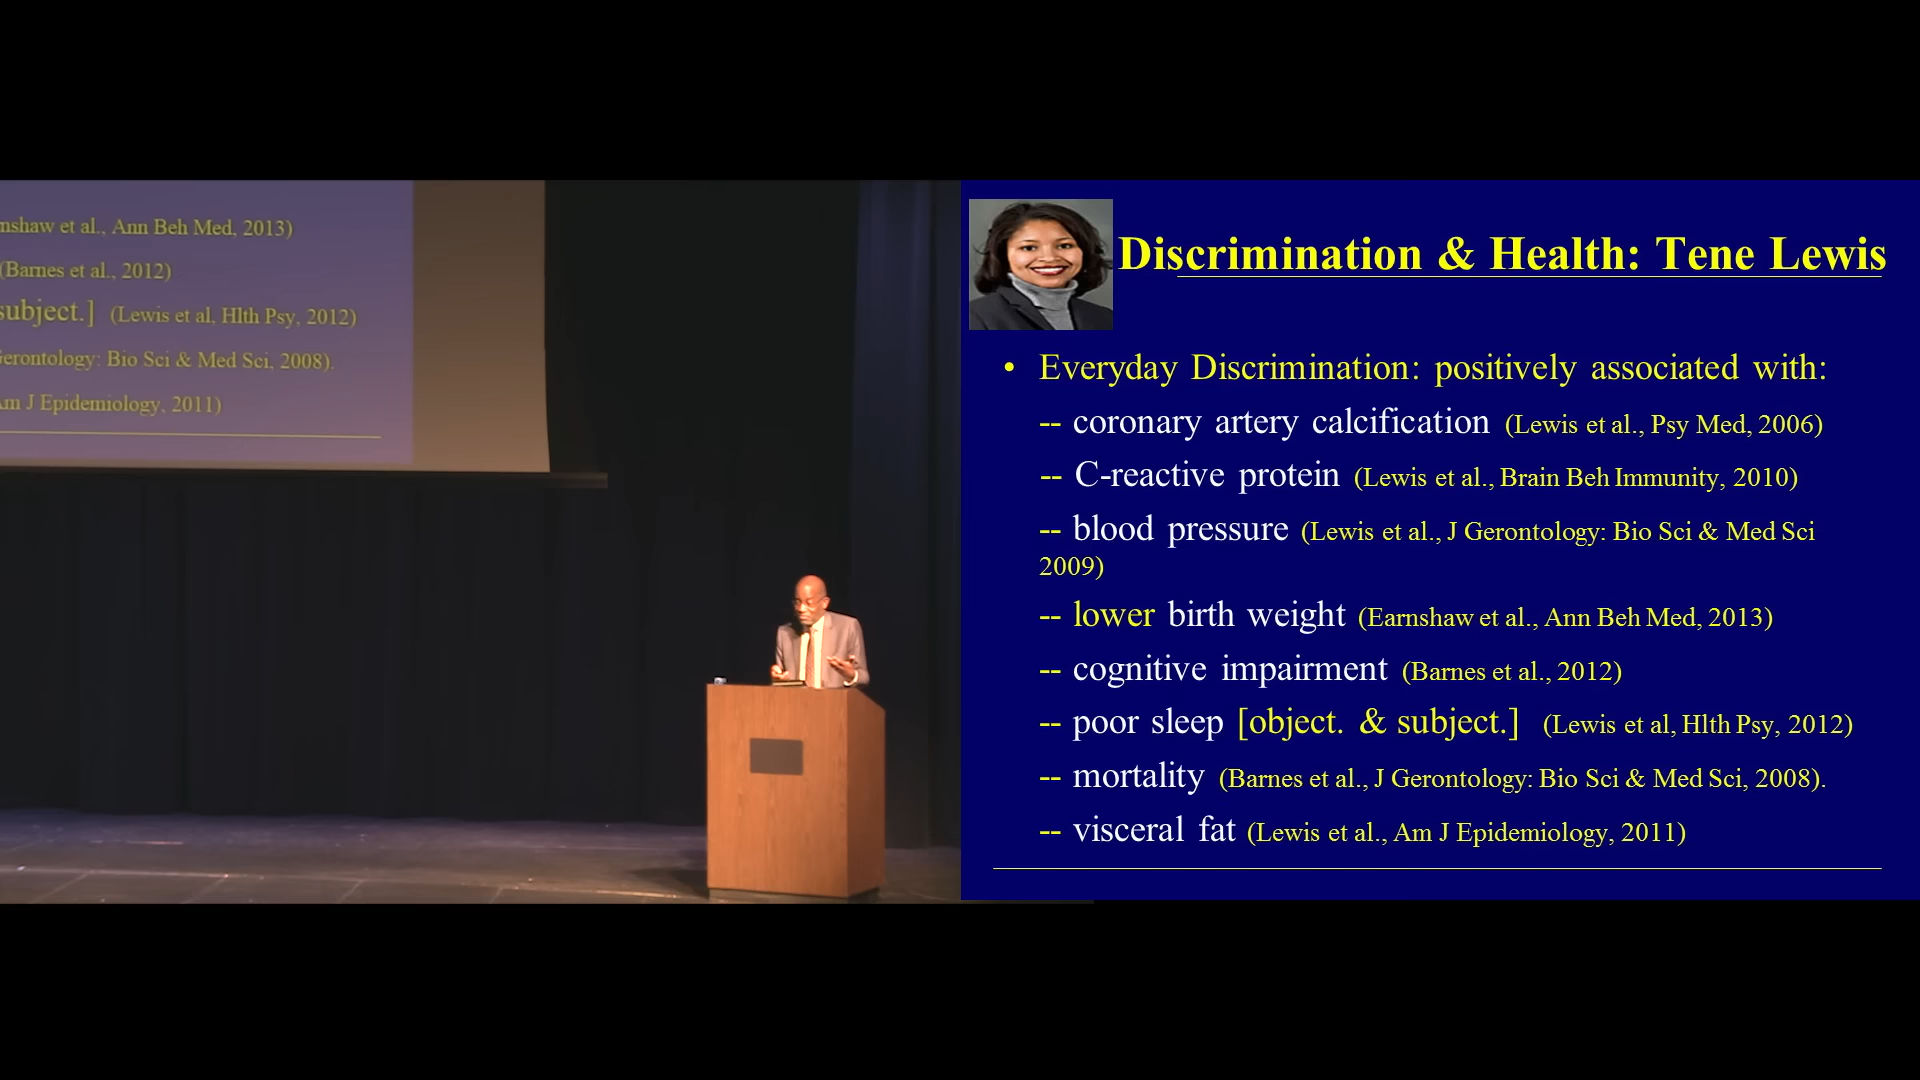 nshaw et al., Ann Beh Med, 2013)
(Barnes et al., 2012)
subject.] (Lewis et al, Hlth Psy, 2012)
Gerontology: Bio Sci & Med Sci, 2008).
Am J Epidemiology, 2011)
Discrimination & Health: Tene Lewis
• Everyday Discrimination: positively associated with:
-- coronary artery calcification (Lewis et al., Psy Med, 2006)
-- C-reactive protein (Lewis et al., Brain Beh Immunity, 2010)
-- blood pressure (Lewis et al., J Gerontology: Bio Sci & Med Sci
2009)
-- lower birth weight (Earnshaw et al., Ann Beh Med, 2013)
-- cognitive impairment (Barnes et al., 2012)
-- poor sleep [object. & subject.] (Lewis et al, Hlth Psy, 2012)
-- mortality (Barnes et al., J Gerontology: Bio Sci & Med Sci, 2008).
-- visceral fat (Lewis et al., Am J Epidemiology, 2011)